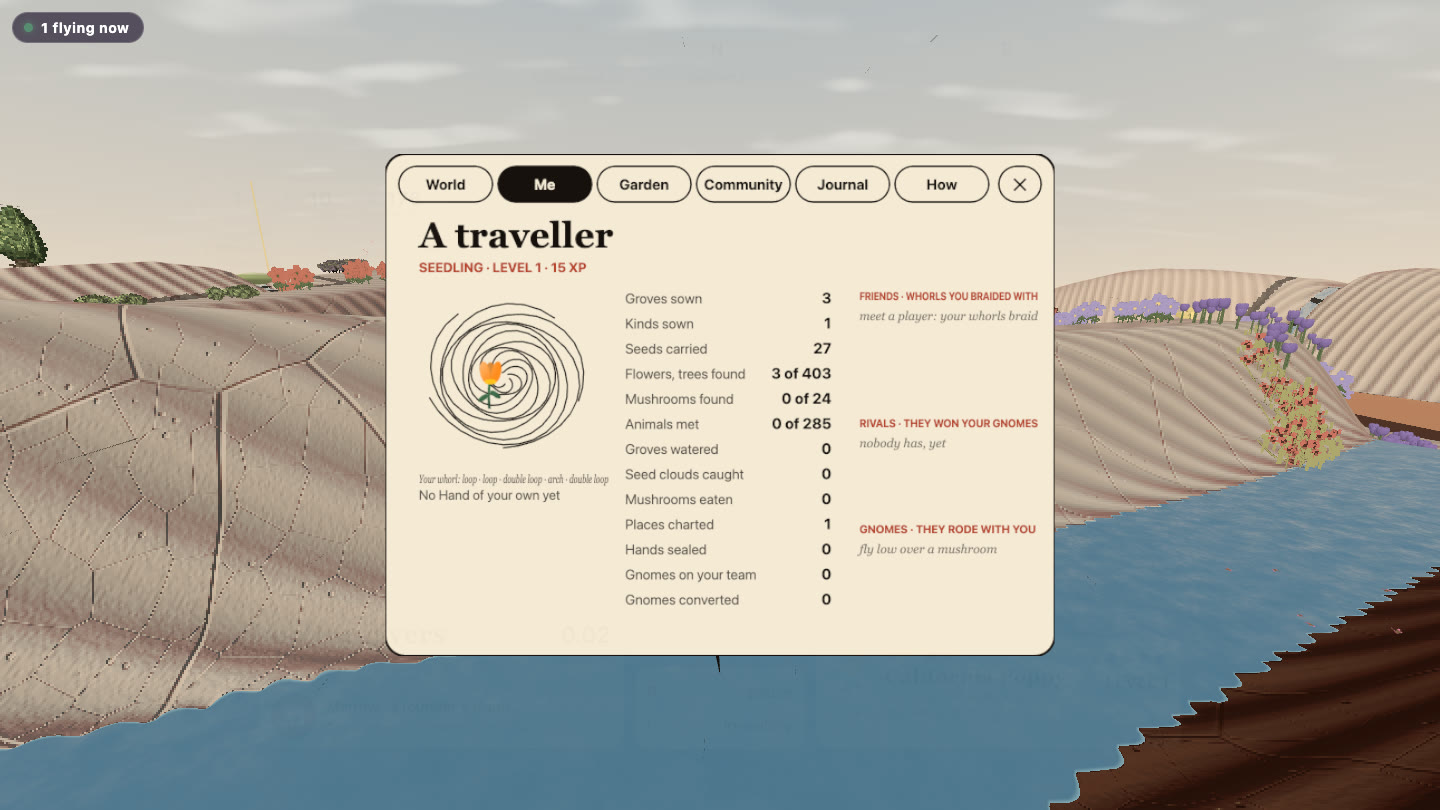 1 flying now
World
Me
Garden
Community
Journal
How
A traveller
SEEDLING · LEVEL 1 · 15 XP
Your whorl: loop · loop · double loop · arch · double loop
No Hand of your own yet
Groves sown 3
Kinds sown 1
Seeds carried 27
Flowers, trees found 3 of 403
Mushrooms found 0 of 24
Animals met 0 of 285
Groves watered 0
Seed clouds caught 0
Mushrooms eaten 0
Places charted 1
Hands sealed 0
Gnomes on your team 0
Gnomes converted 0
FRIENDS · WHORLS YOU BRAIDED WITH
meet a player: your whorls braid
RIVALS · THEY WON YOUR GNOMES
nobody has, yet
GNOMES · THEY RODE WITH YOU
fly low over a mushroom
0.02
California Poppy